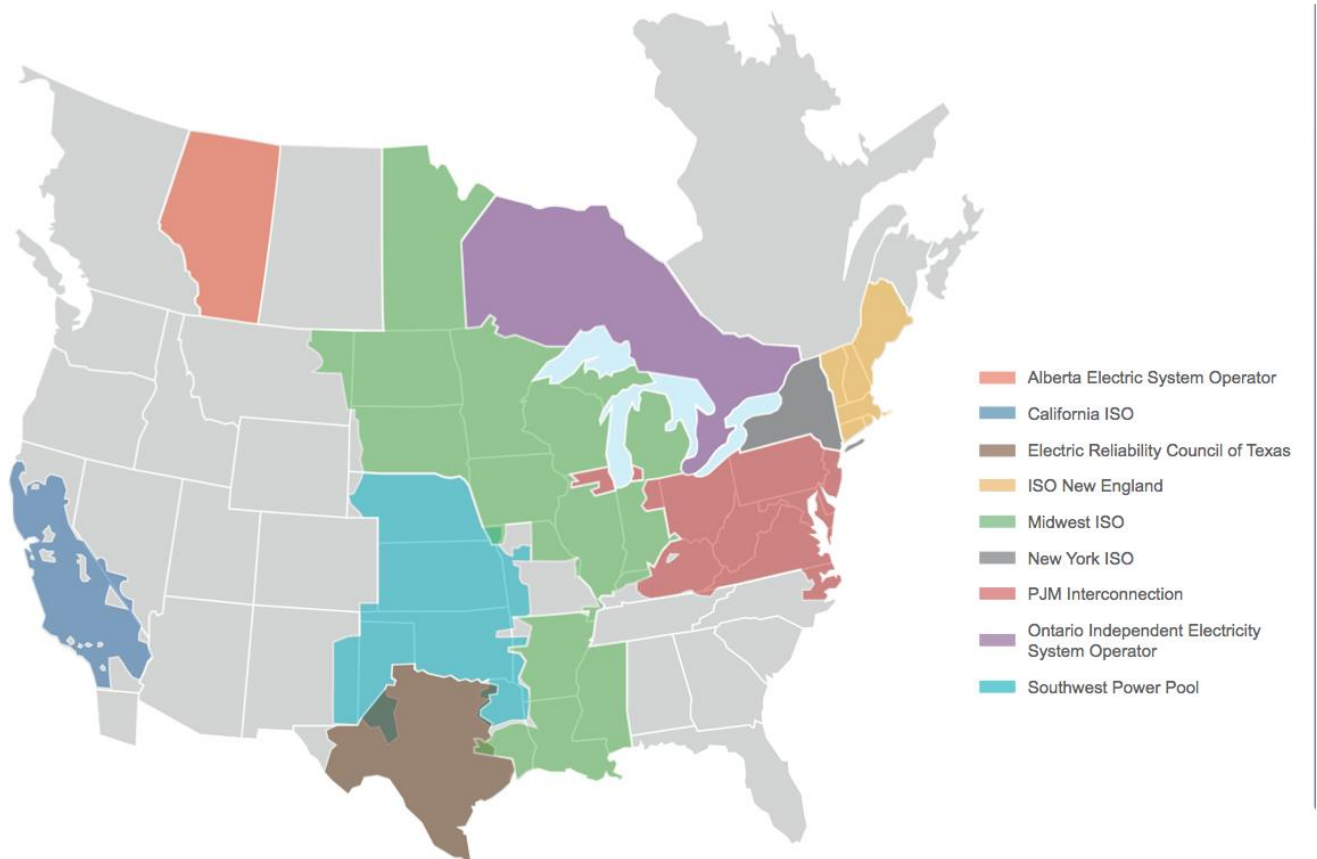 Alberta Electric System Operator
California ISO
Electric Reliability Council of Texas
ISO New England
Midwest ISO
New York ISO
PJM Interconnection
Ontario Independent Electricity
System Operator
Southwest Power Pool